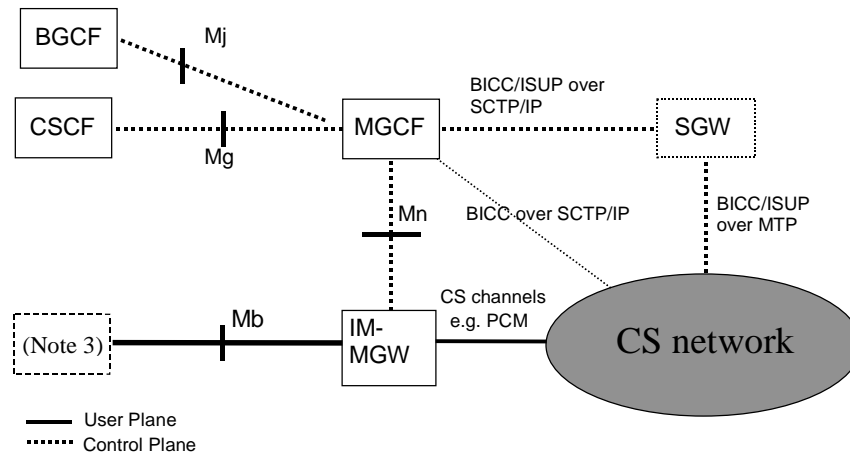 BGCF
Mj
BICC/ISUP over
SCTP/IP
CSCF
Mg
MGCF
SGW
Mn
BICC over SCTP/IP
BICC/ISUP
over MTP
CS channels
e.g. PCM
(Note 3)
Mb
IM-
MGW
CS network
User Plane
Control Plane